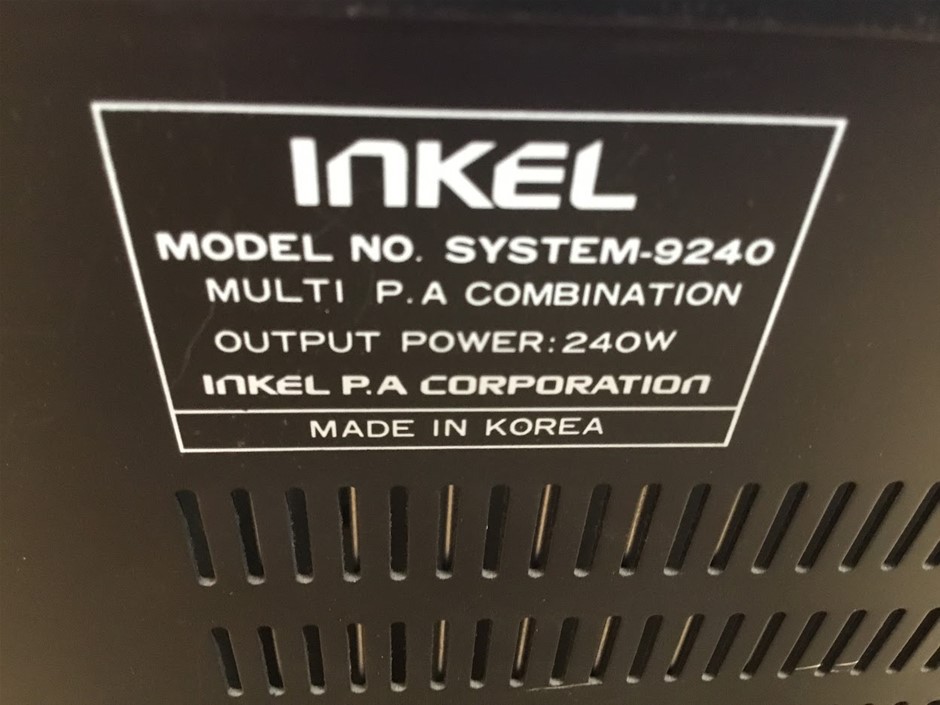 INKEL
MODEL NO. SYSTEM-9240
MULTI P.A COMBINATION
OUTPUT POWER:240W
INKEL P.A CORPORATION
MADE IN KOREA